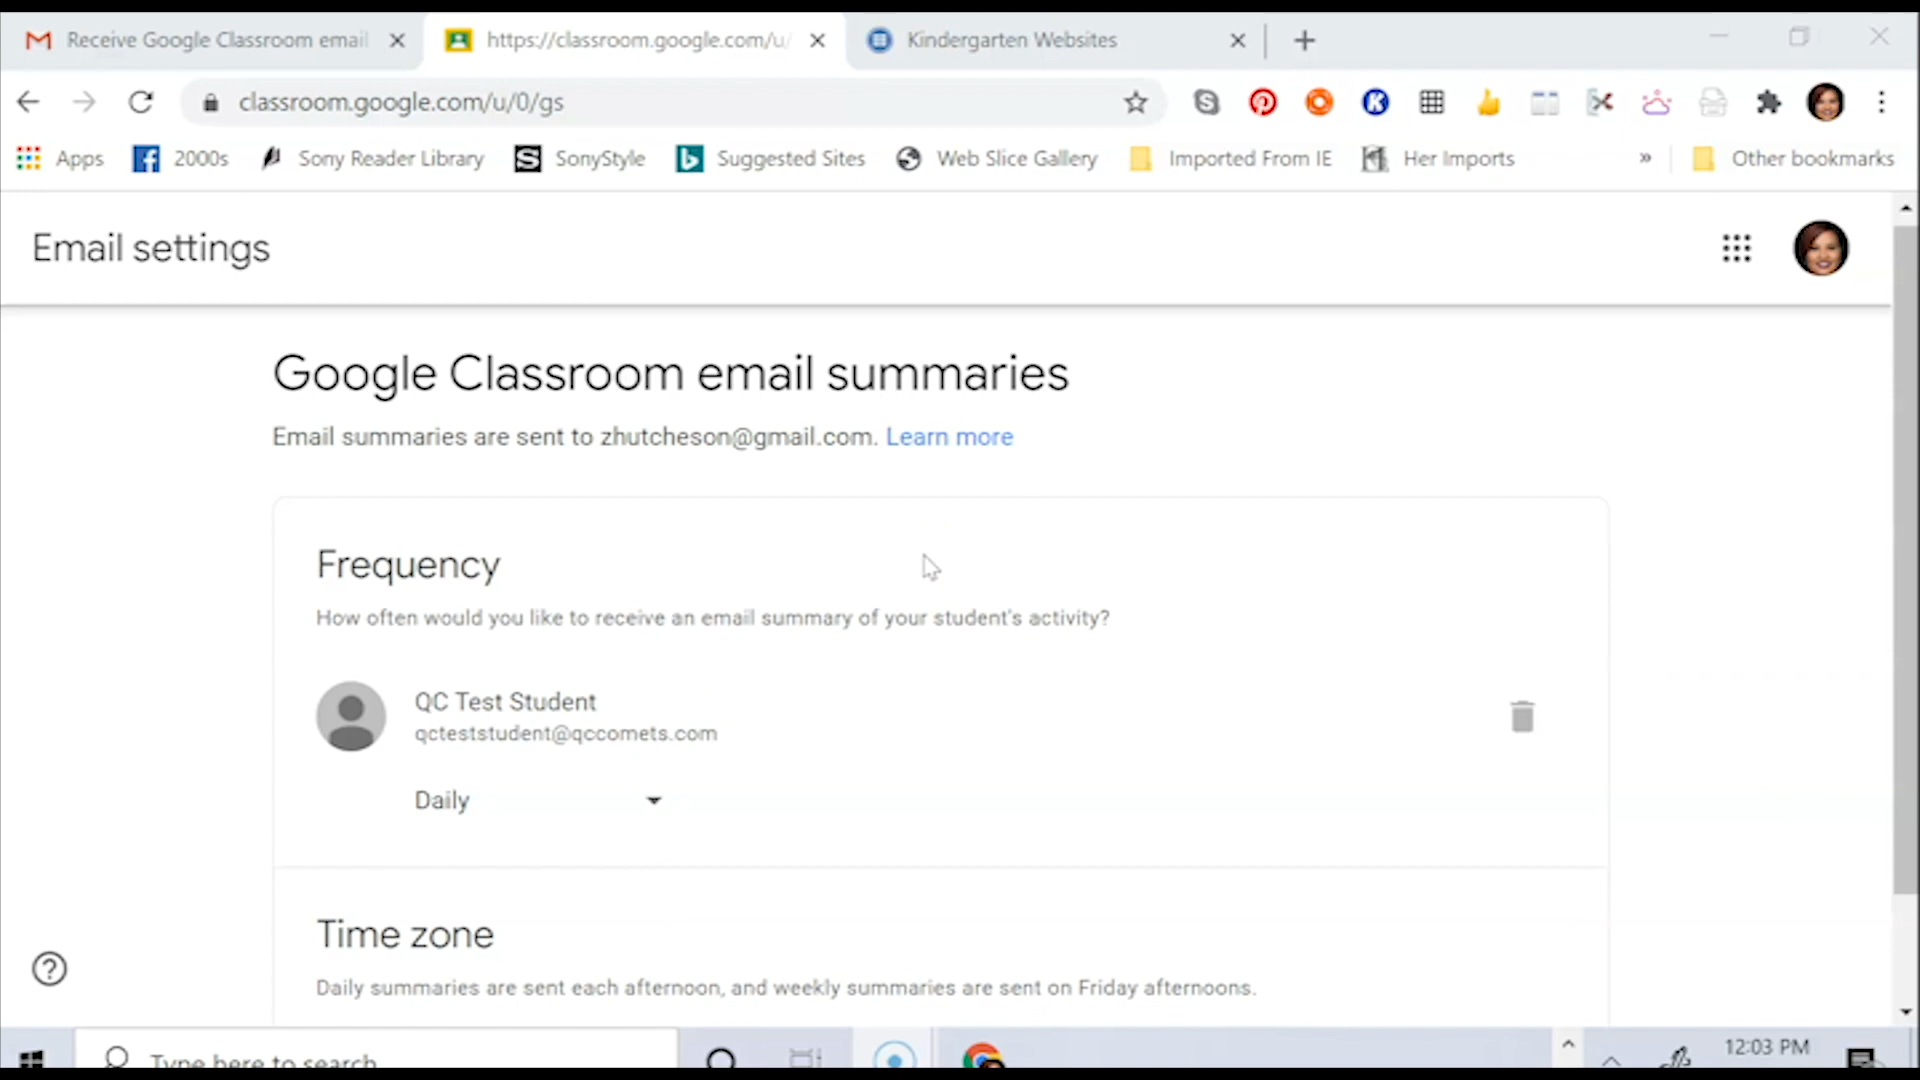 Receive Google Classroom email
https://classroom.google.com/u/
Kindergarten Websites
classroom.google.com/u/0/gs
Apps
2000s
Sony Reader Library
SonyStyle
Suggested Sites
Web Slice Gallery
Imported From IE
Her Imports
»
Other bookmarks
Email settings
Google Classroom email summaries
Email summaries are sent to zhutcheson@gmail.com. Learn more
Frequency
How often would you like to receive an email summary of your student's activity?
QC Test Student
qcteststudent@qccomets.com
Daily
Time zone
Daily summaries are sent each afternoon, and weekly summaries are sent on Friday afternoons.
Type here to search
12:03 PM